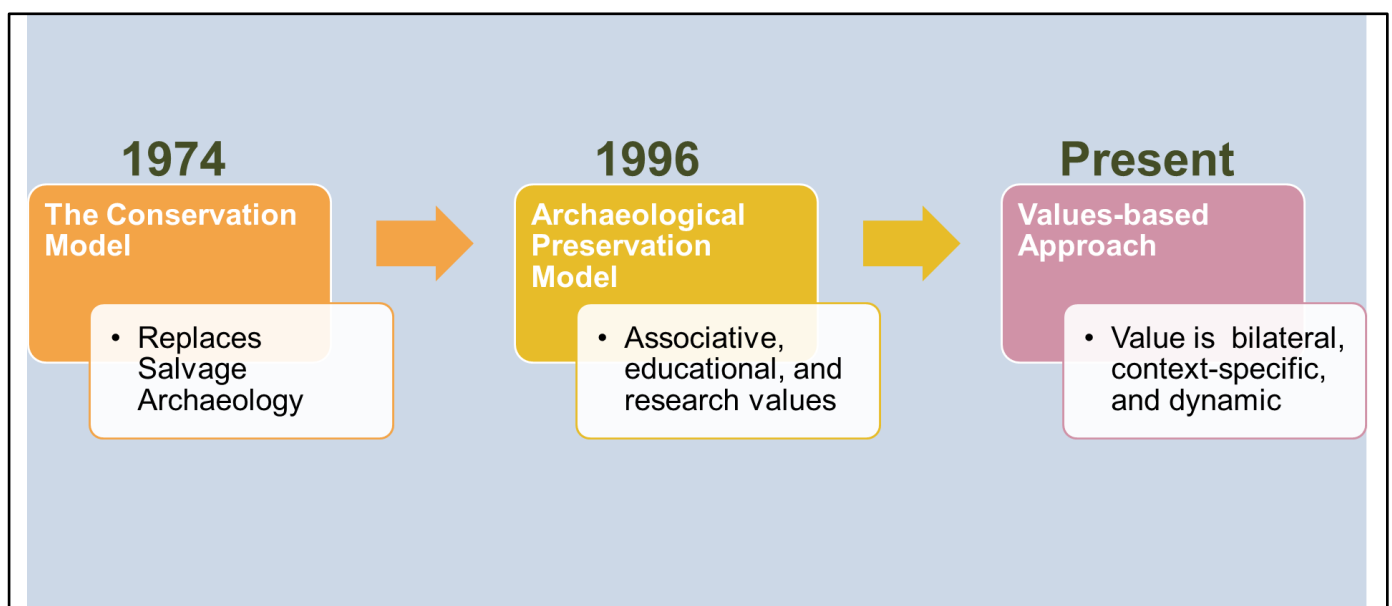 1974
The Conservation
Model
• Replaces
Salvage
Archaeology
1996
Archaeological
Preservation
Model
• Associative,
educational, and
research values
Present
Values-based
Approach
• Value is  bilateral,
context-specific,
and dynamic